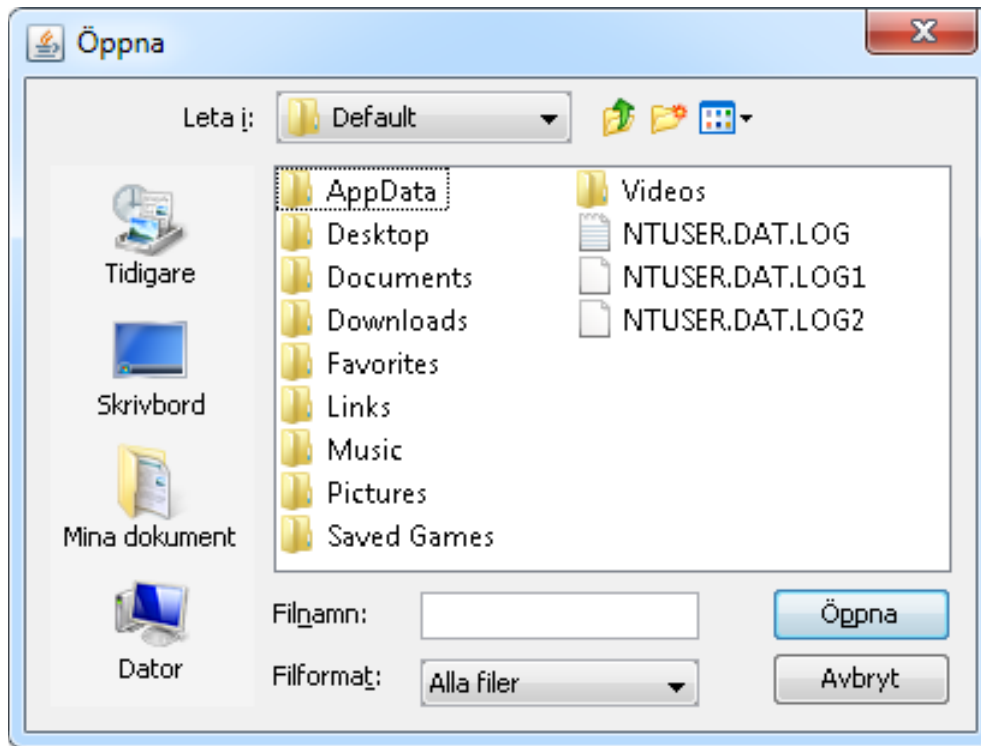 Öppna
Leta i: Default
AppData
Desktop
Documents
Downloads
Favorites
Links
Music
Pictures
Saved Games
Videos
NTUSER.DAT.LOG
NTUSER.DAT.LOG1
NTUSER.DAT.LOG2
Tidigare
Skrivbord
Mina dokument
Dator
Filnamn:
Öppna
Filformat: Alla filer
Avbryt